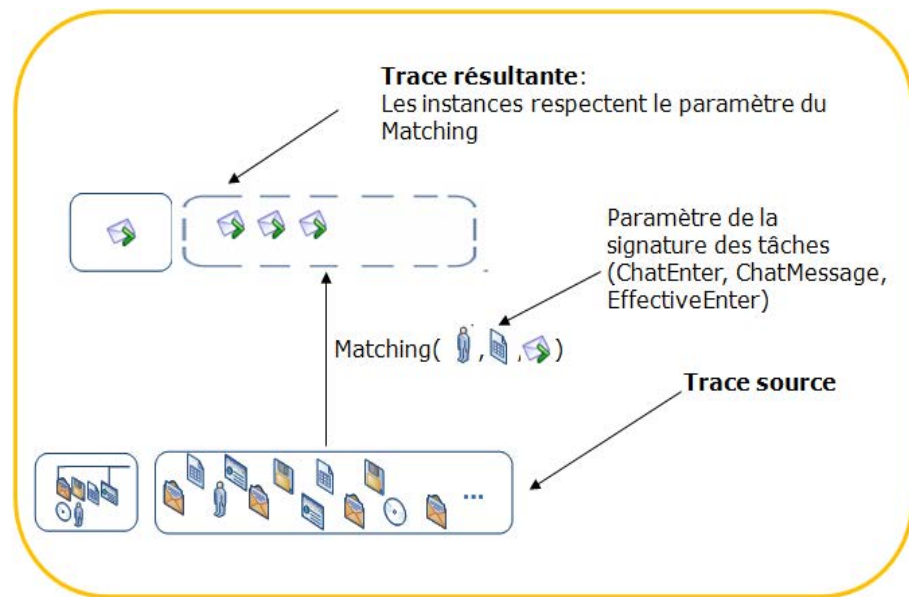 Trace résultante:
Les instances respectent le paramètre du
Matching
Paramètre de la
signature des tâches
(ChatEnter, ChatMessage,
EffectiveEnter)
Matching( , , )
Trace source
...